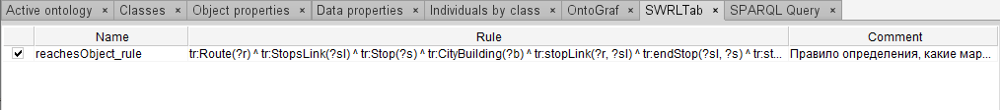 Active ontology × Classes × Object properties × Data properties × Individuals by class × OntoGraf × SWRLTab × SPARQL Query ×
Name Rule Comment
reachesObject_rule tr:Route(?r) ^ tr:StopsLink(?sl) ^ tr:Stop(?s) ^ tr:CityBuilding(?b) ^ tr:stopLink(?r, ?sl) ^ tr:endStop(?sl, ?s) ^ tr:st... Правило определения, какие мар...